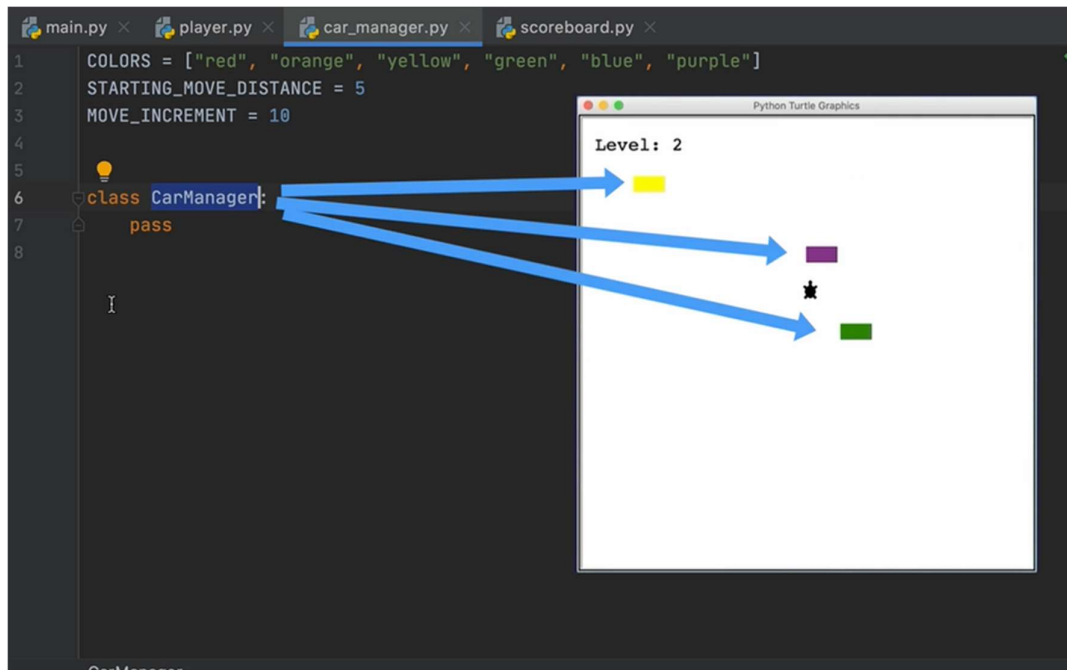 main.py
player.py
car_manager.py
scoreboard.py
1 COLORS = ["red", "orange", "yellow", "green", "blue", "purple"]
2 STARTING_MOVE_DISTANCE = 5
3 MOVE_INCREMENT = 10
4
5
6 class CarManager:
7 pass
8
Python Turtle Graphics
Level: 2
CarManager